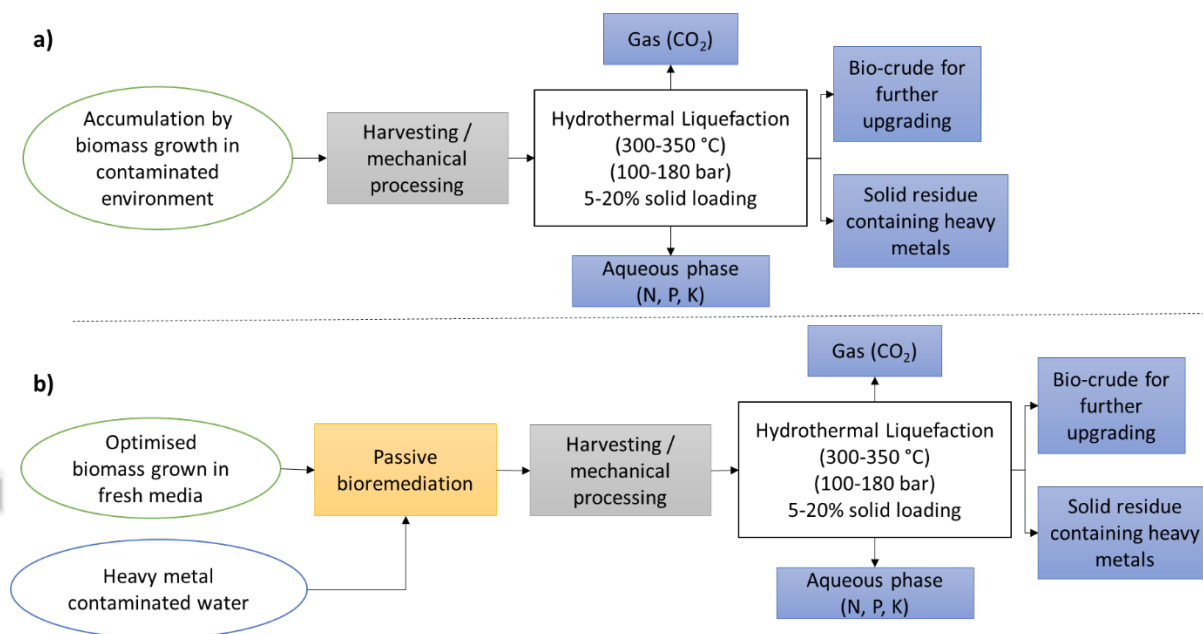 a)
Accumulation by
biomass growth in
contaminated
environment
Harvesting /
mechanical
processing
Gas (CO₂)
Hydrothermal Liquefaction
(300-350 °C)
(100-180 bar)
5-20% solid loading
Aqueous phase
(N, P, K)
Bio-crude for
further
upgrading
Solid residue
containing heavy
metals
b)
Optimised
biomass grown in
fresh media
Heavy metal
contaminated water
Passive
bioremediation
Harvesting /
mechanical
processing
Gas (CO₂)
Hydrothermal Liquefaction
(300-350 °C)
(100-180 bar)
5-20% solid loading
Aqueous phase
(N, P, K)
Bio-crude for
further
upgrading
Solid residue
containing heavy
metals